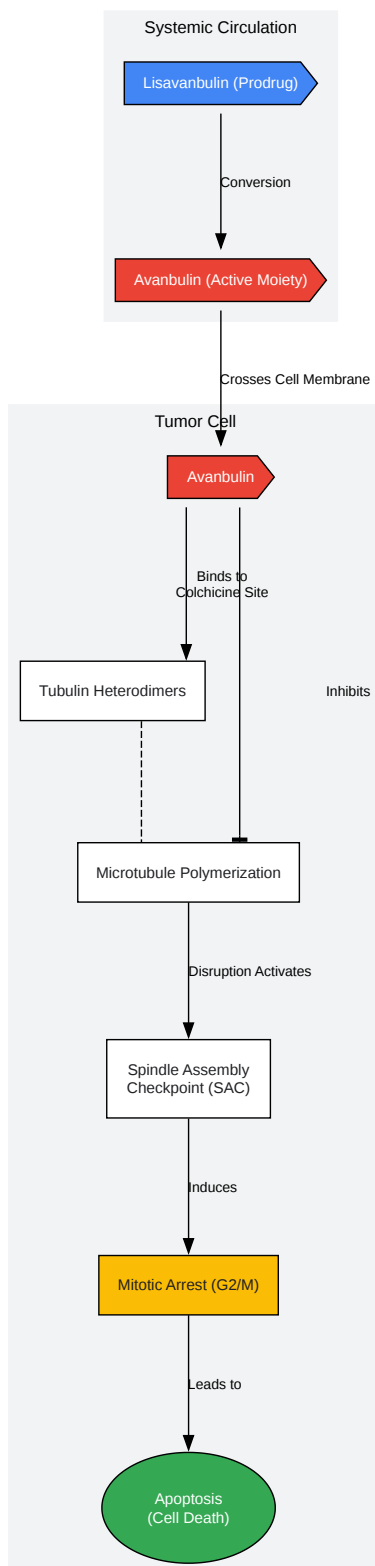 Systemic Circulation
Lisavanbulin (Prodrug)
Conversion
Avanbulin (Active Moiety)
Crosses Cell Membrane
Tumor Cell
Avanbulin
Binds to
Colchicine Site
Tubulin Heterodimers
Inhibits
Microtubule Polymerization
Disruption Activates
Spindle Assembly
Checkpoint (SAC)
Induces
Mitotic Arrest (G2/M)
Leads to
Apoptosis
(Cell Death)